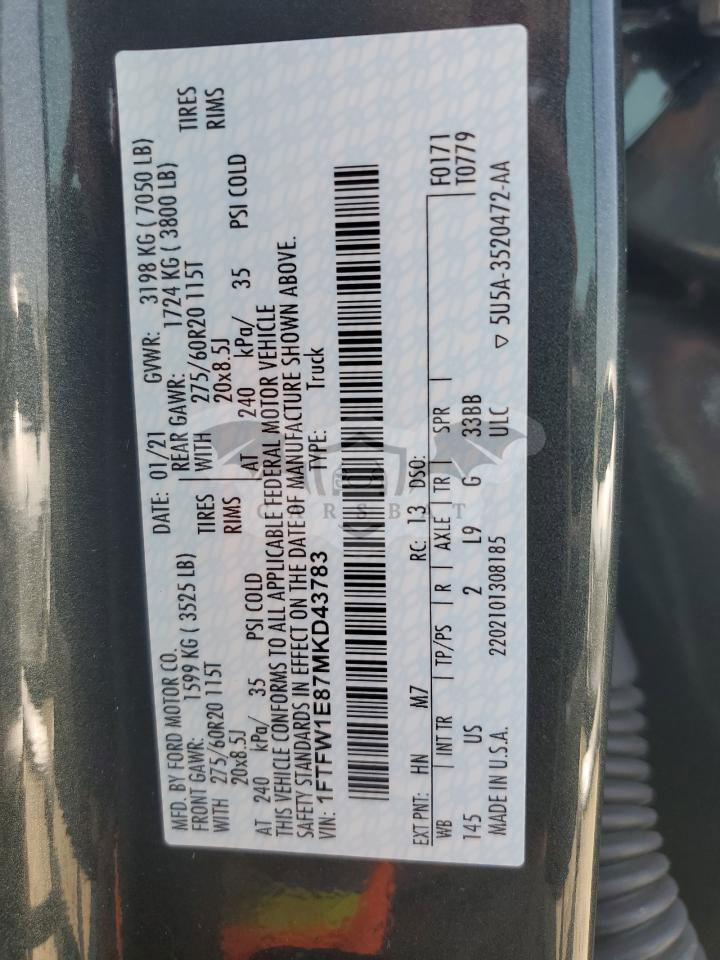 MFD. BY FORD MOTOR CO.
DATE: 01/21 GVWR: 3198 KG ( 7050 LB)
FRONT GAWR: 1599 KG ( 3525 LB) REAR GAWR: 1724 KG ( 3800 LB)
WITH 275/60R20 115T TIRES WITH 275/60R20 115T TIRES
20x8.5J RIMS 20x8.5J RIMS
AT 240 kPa/ 35 PSI COLD AT 240 kPa/ 35 PSI COLD
THIS VEHICLE CONFORMS TO ALL APPLICABLE FEDERAL MOTOR VEHICLE
SAFETY STANDARDS IN EFFECT ON THE DATE OF MANUFACTURE SHOWN ABOVE.
VIN: 1FTFW1E87MKD43783 TYPE: Truck
EXT PNT: HN M7 RC: 13 DSO: F0171
WB INT TR TP/PS R AXLE TR SPR T0779
145 US 2 L9 G 33BB
MADE IN U.S.A. 2202101308185 ULC ▽ 5U5A-3520472-AA